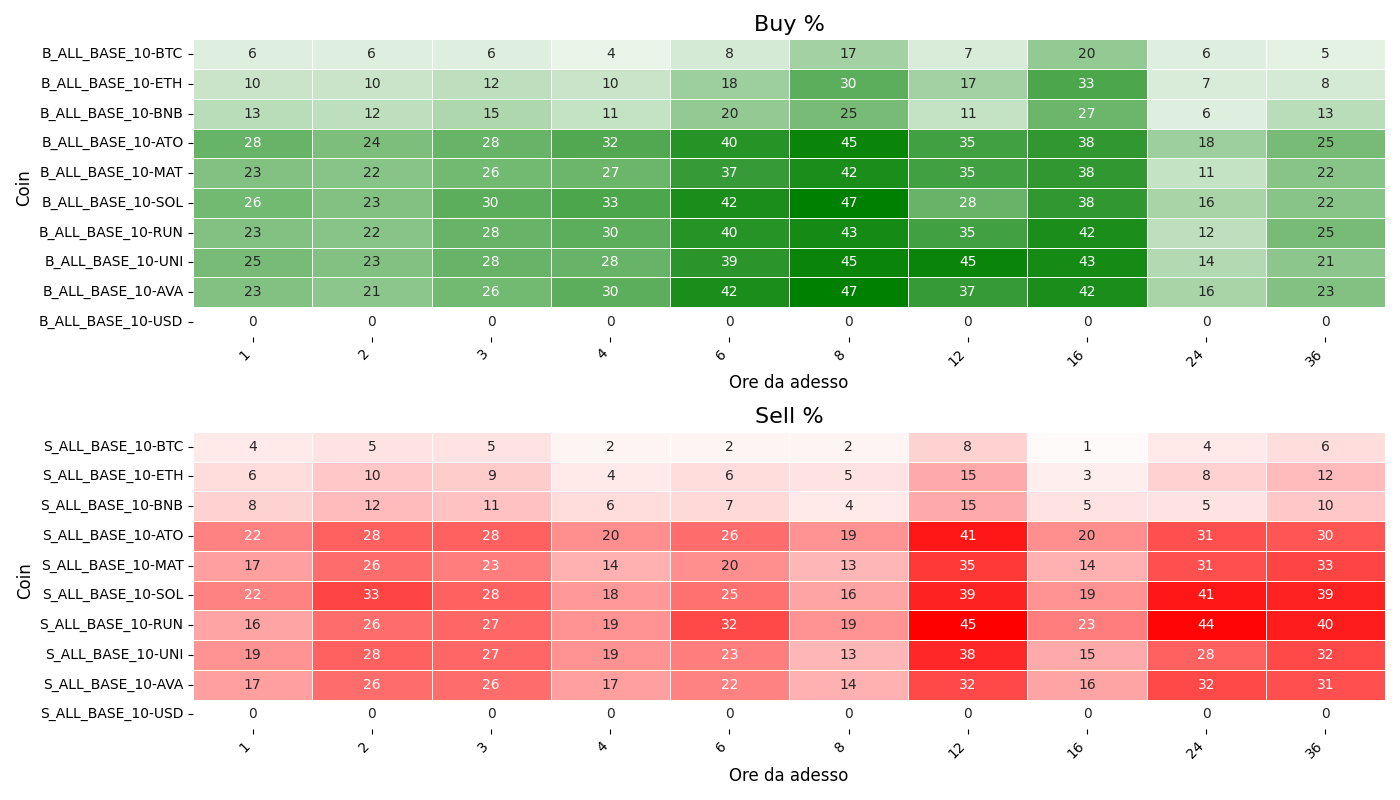 Buy %
Coin
B_ALL_BASE_10-BTC 6 6 6 4 8 17 7 20 6 5
B_ALL_BASE_10-ETH 10 10 12 10 18 30 17 33 7 8
B_ALL_BASE_10-BNB 13 12 15 11 20 25 11 27 6 13
B_ALL_BASE_10-ATO 28 24 28 32 40 45 35 38 18 25
B_ALL_BASE_10-MAT 23 22 26 27 37 42 35 38 11 22
B_ALL_BASE_10-SOL 26 23 30 33 42 47 28 38 16 22
B_ALL_BASE_10-RUN 23 22 28 30 40 43 35 42 12 25
B_ALL_BASE_10-UNI 25 23 28 28 39 45 45 43 14 21
B_ALL_BASE_10-AVA 23 21 26 30 42 47 37 42 16 23
B_ALL_BASE_10-USD 0 0 0 0 0 0 0 0 0 0
1 2 3 4 6 8 12 16 24 36
Ore da adesso
Sell %
Coin
S_ALL_BASE_10-BTC 4 5 5 2 2 2 8 1 4 6
S_ALL_BASE_10-ETH 6 10 9 4 6 5 15 3 8 12
S_ALL_BASE_10-BNB 8 12 11 6 7 4 15 5 5 10
S_ALL_BASE_10-ATO 22 28 28 20 26 19 41 20 31 30
S_ALL_BASE_10-MAT 17 26 23 14 20 13 35 14 31 33
S_ALL_BASE_10-SOL 22 33 28 18 25 16 39 19 41 39
S_ALL_BASE_10-RUN 16 26 27 19 32 19 45 23 44 40
S_ALL_BASE_10-UNI 19 28 27 19 23 13 38 15 28 32
S_ALL_BASE_10-AVA 17 26 26 17 22 14 32 16 32 31
S_ALL_BASE_10-USD 0 0 0 0 0 0 0 0 0 0
1 2 3 4 6 8 12 16 24 36
Ore da adesso